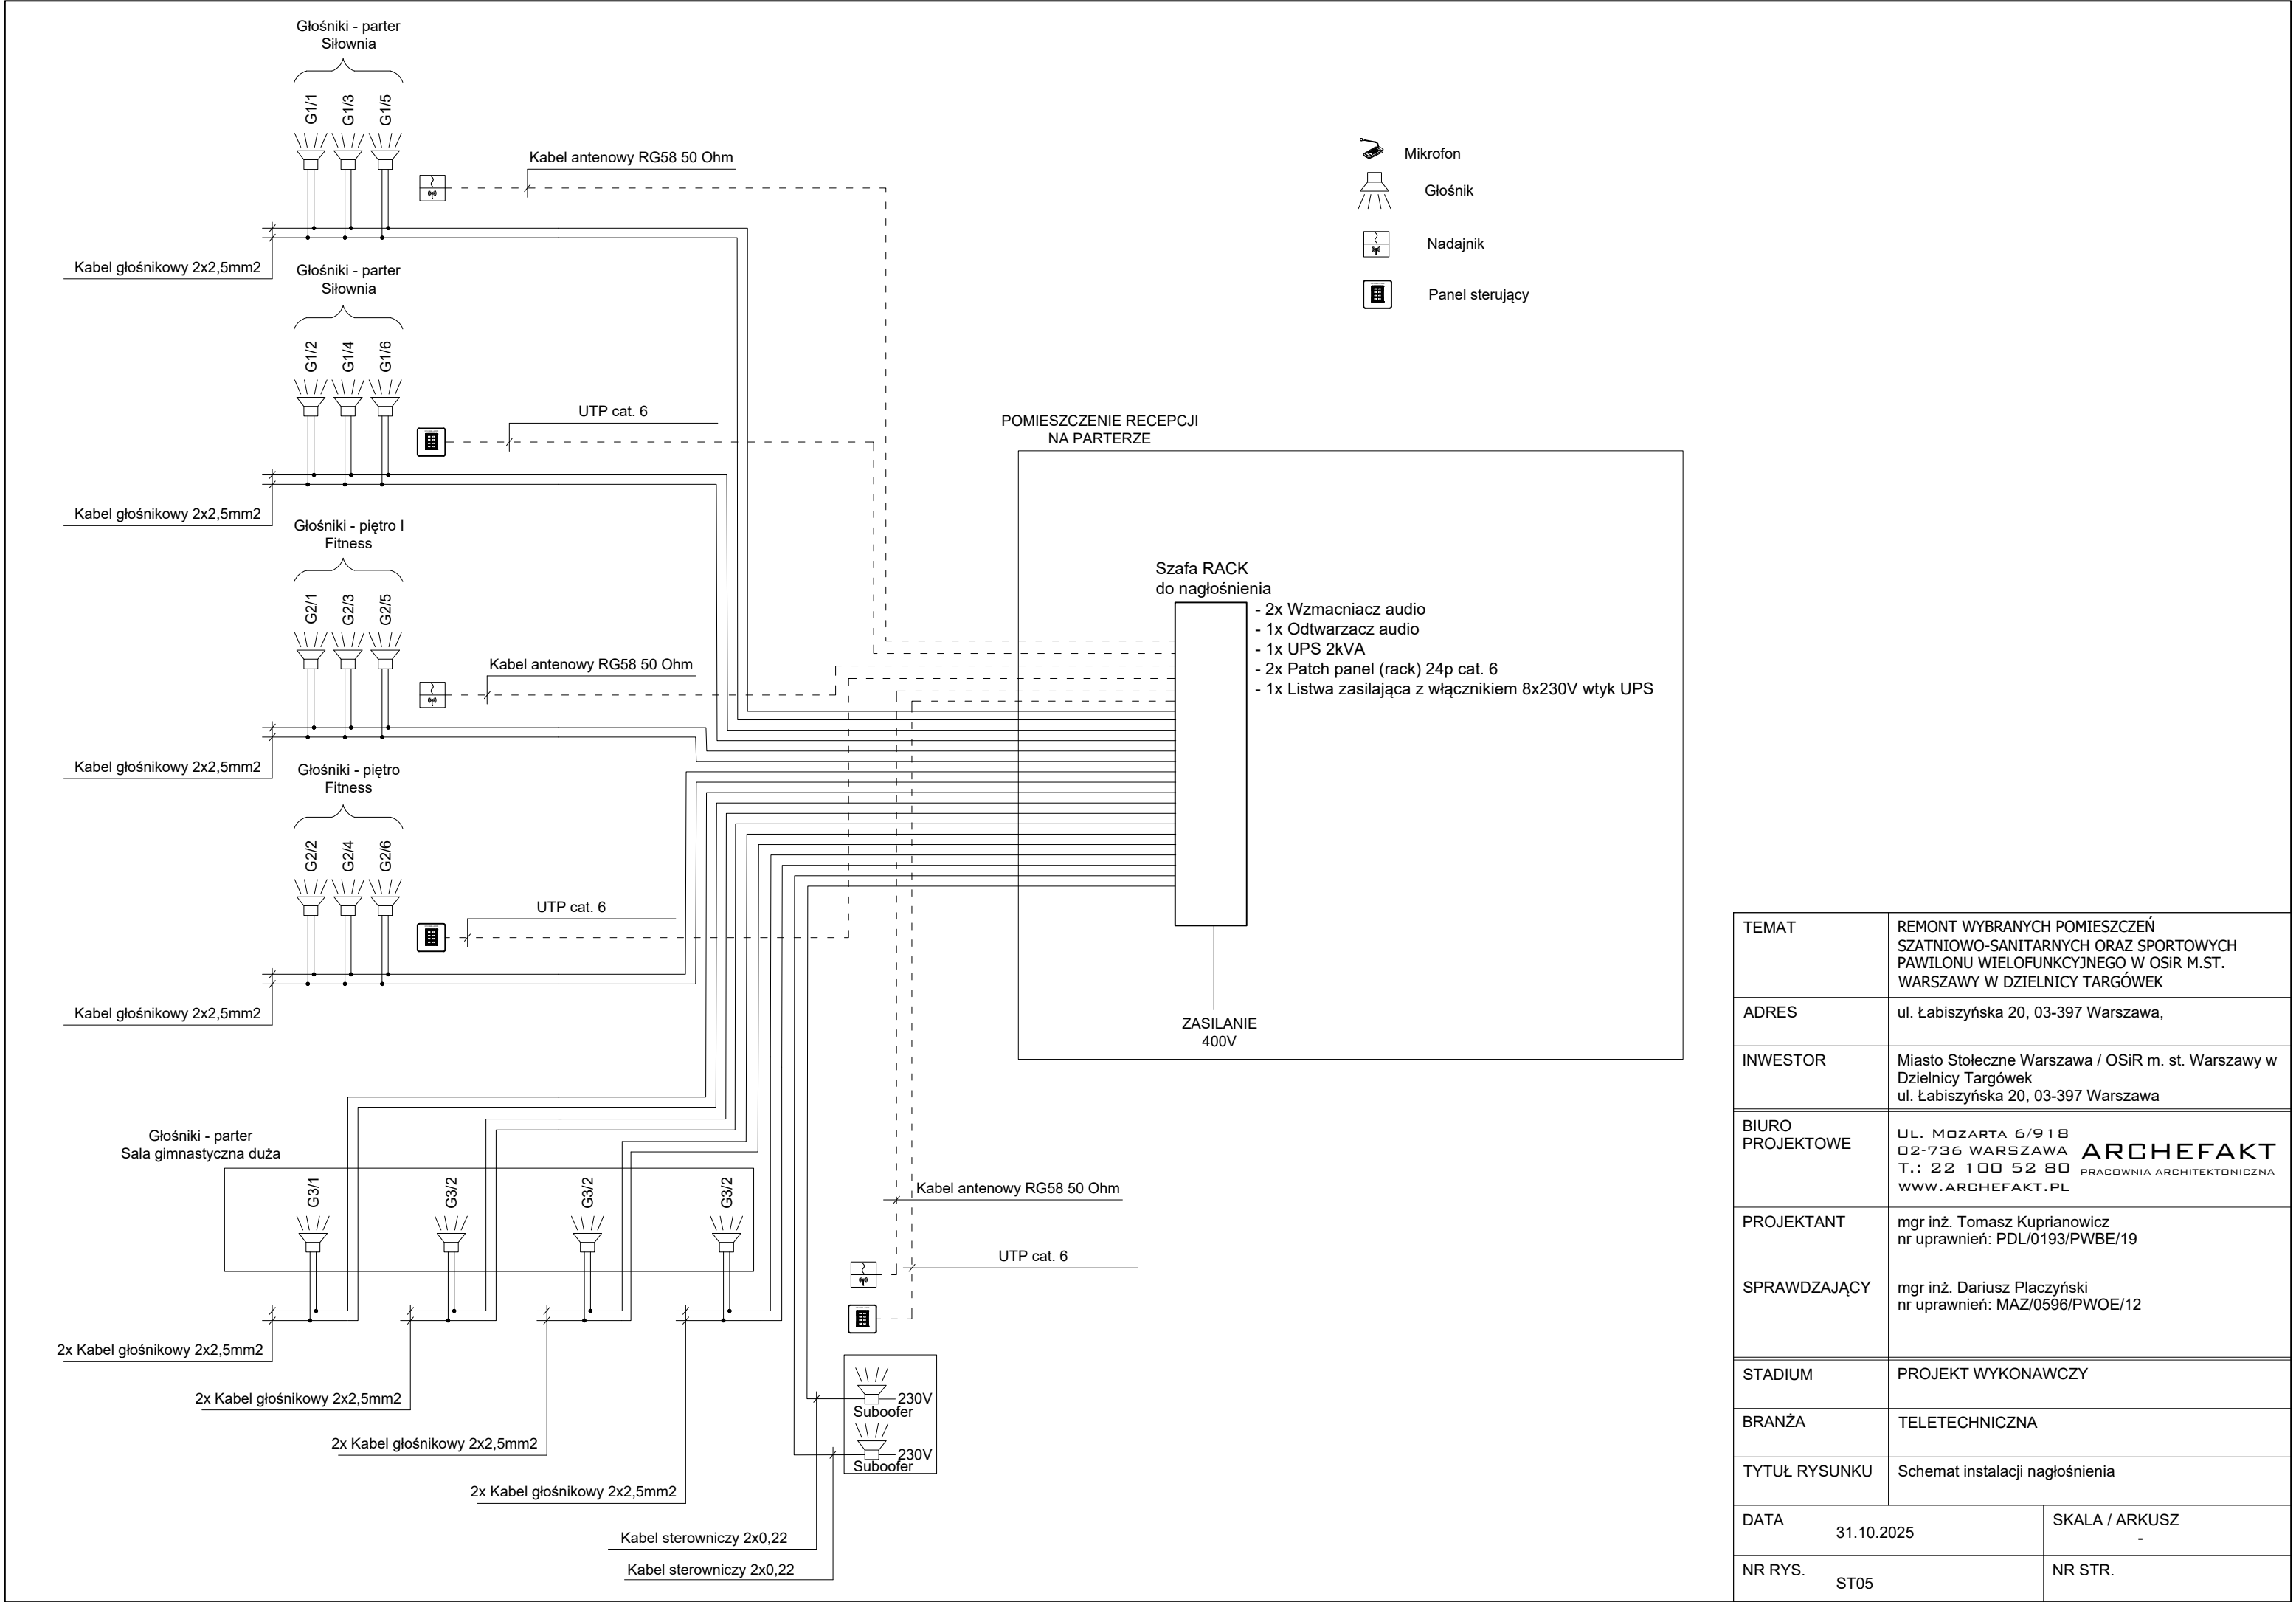 Głośniki - parter
Siłownia
G1/1
G1/3
G1/5
Kabel antenowy RG58 50 Ohm
Kabel głośnikowy 2x2,5mm2
Głośniki - parter
Siłownia
G1/2
G1/4
G1/6
UTP cat. 6
Kabel głośnikowy 2x2,5mm2
Głośniki - piętro I
Fitness
G2/1
G2/3
G2/5
Kabel antenowy RG58 50 Ohm
Kabel głośnikowy 2x2,5mm2
Głośniki - piętro
Fitness
G2/2
G2/4
G2/6
UTP cat. 6
Kabel głośnikowy 2x2,5mm2
Głośniki - parter
Sala gimnastyczna duża
G3/1
G3/2
G3/2
G3/2
2x Kabel głośnikowy 2x2,5mm2
2x Kabel głośnikowy 2x2,5mm2
2x Kabel głośnikowy 2x2,5mm2
2x Kabel głośnikowy 2x2,5mm2
Kabel antenowy RG58 50 Ohm
UTP cat. 6
230V
Suboofer
230V
Suboofer
Kabel sterowniczy 2x0,22
Kabel sterowniczy 2x0,22
Mikrofon
Głośnik
Nadajnik
Panel sterujący
POMIESZCZENIE RECEPCJI
NA PARTERZE
Szafa RACK
do nagłośnienia
- 2x Wzmacniacz audio
- 1x Odtwarzacz audio
- 1x UPS 2kVA
- 2x Patch panel (rack) 24p cat. 6
- 1x Listwa zasilająca z włącznikiem 8x230V wtyk UPS
ZASILANIE
400V
TEMAT
REMONT WYBRANYCH POMIESZCZEŃ
SZATNIOWO-SANITARNYCH ORAZ SPORTOWYCH
PAWILONU WIELOFUNKCYJNEGO W OSiR M.ST.
WARSZAWY W DZIELNICY TARGÓWEK
ADRES
ul. Łabiszyńska 20, 03-397 Warszawa,
INWESTOR
Miasto Stołeczne Warszawa / OSiR m. st. Warszawy w
Dzielnicy Targówek
ul. Łabiszyńska 20, 03-397 Warszawa
BIURO
PROJEKTOWE
UL. MOZARTA 6/918
02-736 WARSZAWA
T.: 22 100 52 80
WWW.ARCHEFAKT.PL
ARCHEFAKT
PRACOWNIA ARCHITEKTONICZNA
PROJEKTANT
mgr inż. Tomasz Kuprianowicz
nr uprawnień: PDL/0193/PWBE/19
SPRAWDZAJĄCY
mgr inż. Dariusz Placzyński
nr uprawnień: MAZ/0596/PWOE/12
STADIUM
PROJEKT WYKONAWCZY
BRANŻA
TELETECHNICZNA
TYTUŁ RYSUNKU
Schemat instalacji nagłośnienia
DATA
31.10.2025
SKALA / ARKUSZ
-
NR RYS.
ST05
NR STR.